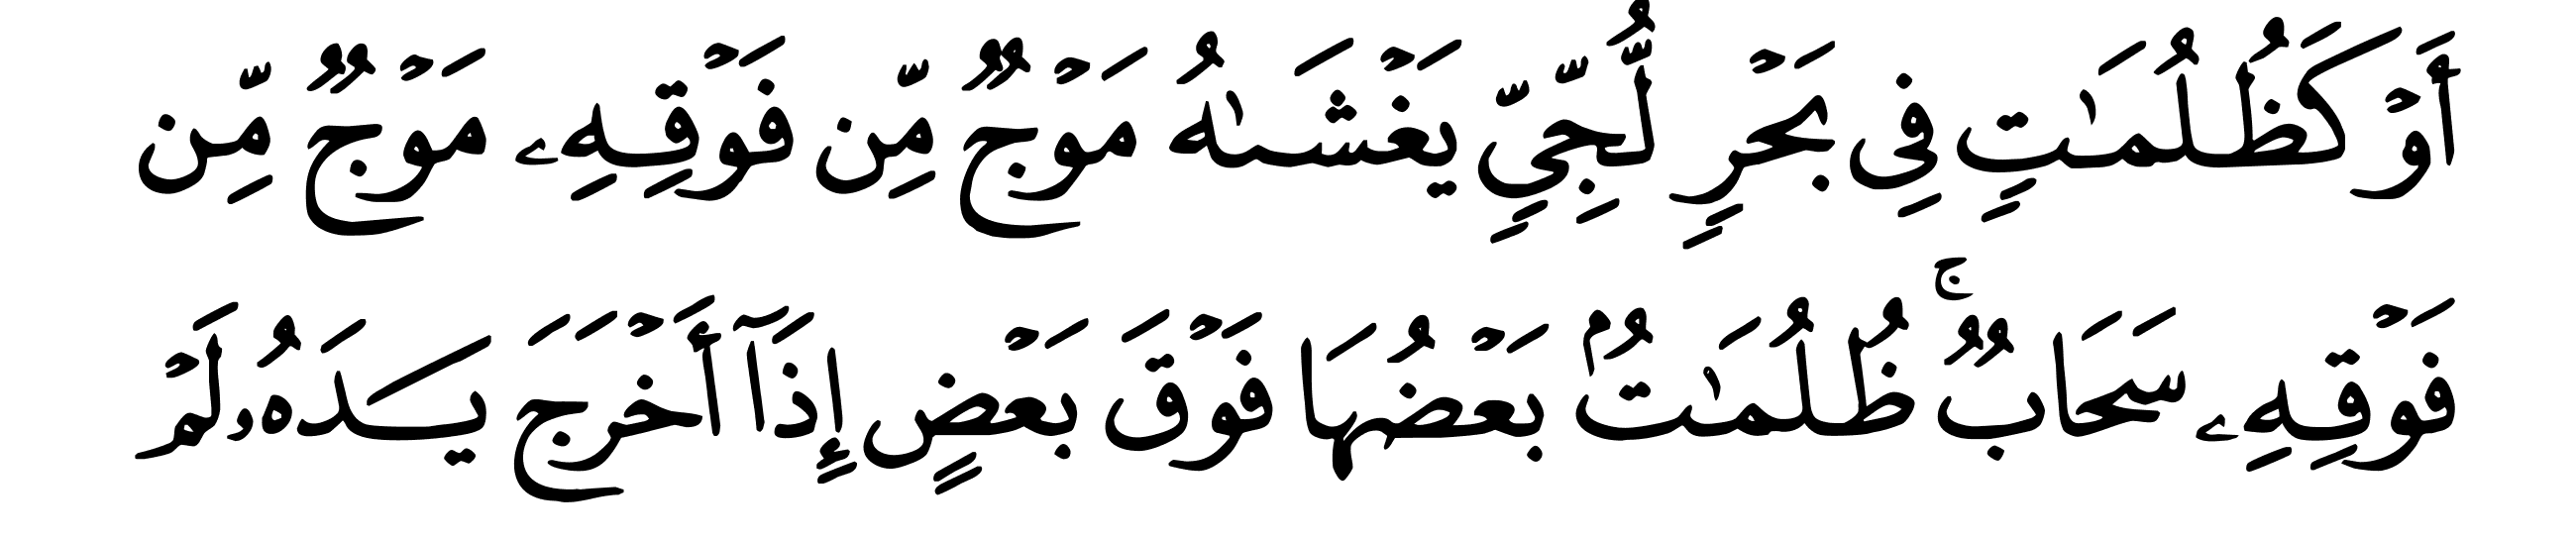 أَوْ كَظُلُمَـٰتٍ فِى بَحْرٍ لُّجِّىٍّ يَغْشَىٰهُ مَوْجٌ مِّن فَوْقِهِۦ مَوْجٌ مِّن
فَوْقِهِۦ سَحَابٌ ۚ ظُلُمَـٰتٌۢ بَعْضُهَا فَوْقَ بَعْضٍ إِذَآ أَخْرَجَ يَدَهُۥ لَمْ